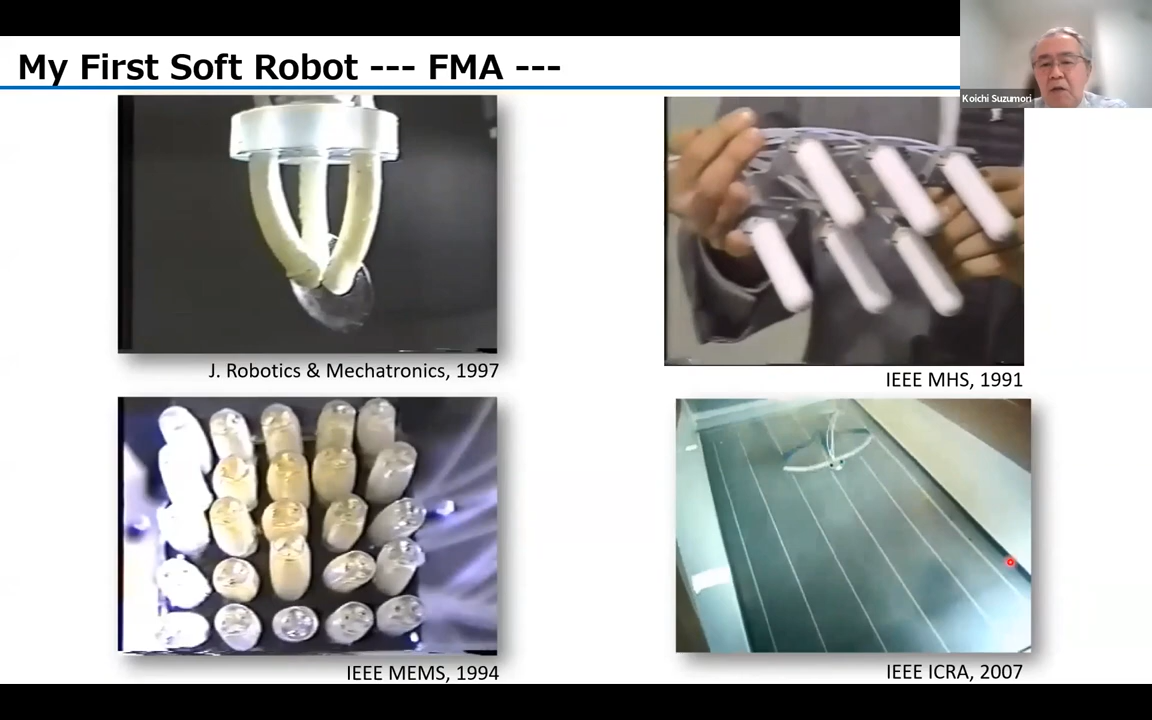 My First Soft Robot --- FMA ---
Koichi Suzumori
J. Robotics & Mechatronics, 1997
IEEE MHS, 1991
IEEE MEMS, 1994
IEEE ICRA, 2007